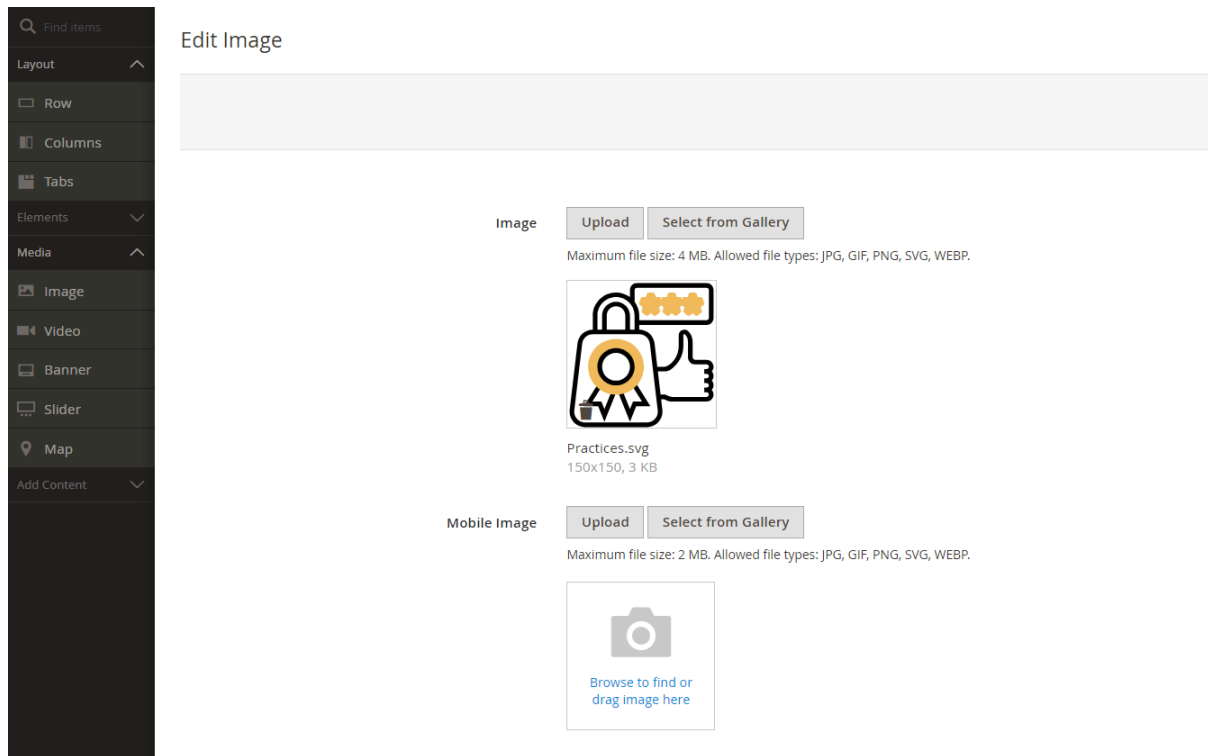 Find items
Layout
Row
Columns
Tabs
Elements
Media
Image
Video
Banner
Slider
Map
Add Content
Edit Image
Image
Upload
Select from Gallery
Maximum file size: 4 MB. Allowed file types: JPG, GIF, PNG, SVG, WEBP.
Practices.svg
150x150, 3 KB
Mobile Image
Upload
Select from Gallery
Maximum file size: 2 MB. Allowed file types: JPG, GIF, PNG, SVG, WEBP.
Browse to find or
drag image here